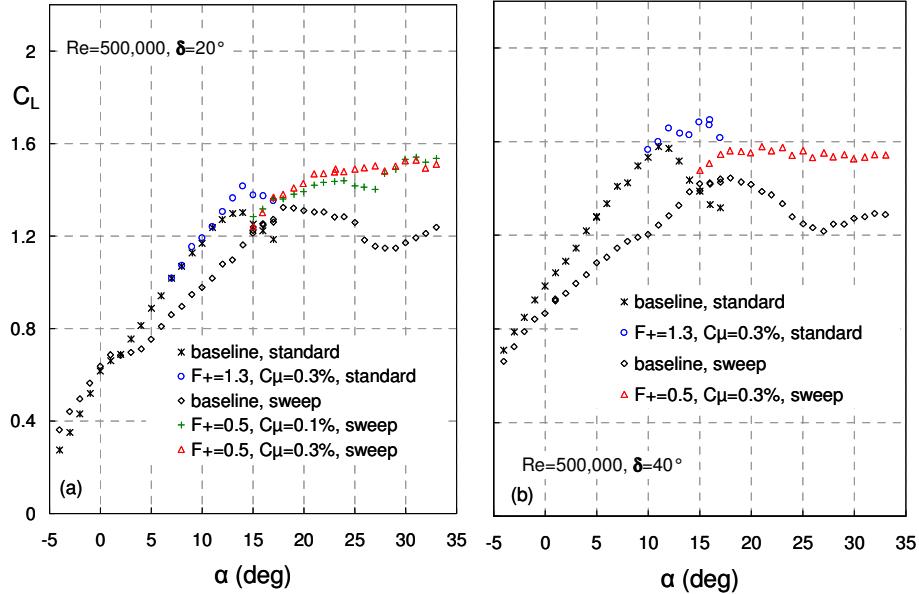 Re=500,000, δ=20°
2
C_L
1.6
1.2
0.8
0.4
0
baseline, standard
F+=1.3, Cμ=0.3%, standard
baseline, sweep
F+=0.5, Cμ=0.1%, sweep
F+=0.5, Cμ=0.3%, sweep
(a)
-5 0 5 10 15 20 25 30 35
α (deg)
baseline, standard
F+=1.3, Cμ=0.3%, standard
baseline, sweep
F+=0.5, Cμ=0.3%, sweep
Re=500,000, δ=40°
(b)
-5 0 5 10 15 20 25 30 35
α (deg)